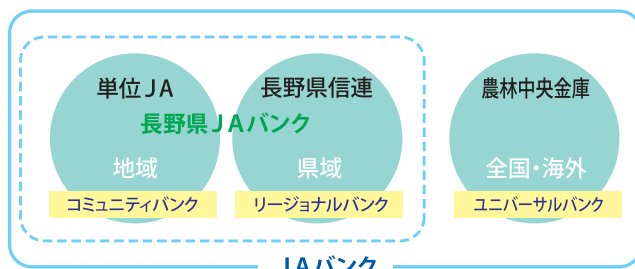 単位JA
長野県信連
農林中央金庫
長野県JAバンク
地域
県域
全国・海外
コミュニティバンク
リージョナルバンク
ユニバーサルバンク
JAバンク